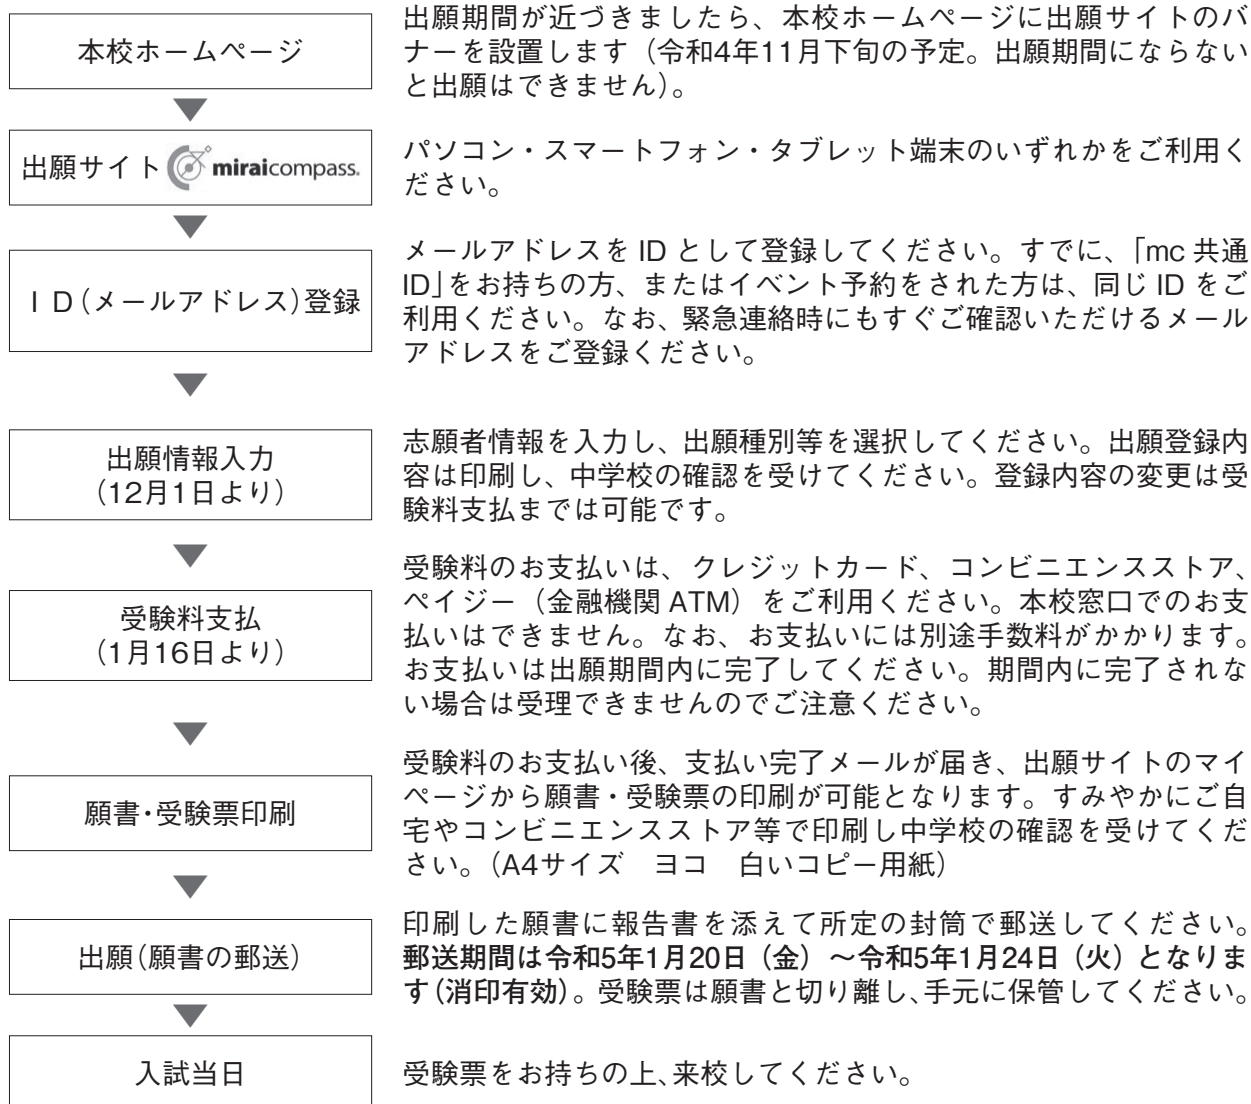 本校ホームページ
出願期間が近づきましたら、本校ホームページに出願サイトのバ
ナーを設置します（令和4年11月下旬の予定。出願期間にならない
と出願はできません）。
出願サイト miraicompass.
パソコン・スマートフォン・タブレット端末のいずれかをご利用く
ださい。
ＩＤ（メールアドレス）登録
メールアドレスを ID として登録してください。すでに、「mc 共通
ID」をお持ちの方、またはイベント予約をされた方は、同じ ID をご
利用ください。なお、緊急連絡時にもすぐご確認いただけるメール
アドレスをご登録ください。
出願情報入力
（12月1日より）
志願者情報を入力し、出願種別等を選択してください。出願登録内
容は印刷し、中学校の確認を受けてください。登録内容の変更は受
験料支払までは可能です。
受験料支払
（1月16日より）
受験料のお支払いは、クレジットカード、コンビニエンスストア、
ペイジー（金融機関 ATM）をご利用ください。本校窓口でのお支
払いはできません。なお、お支払いには別途手数料がかかります。
お支払いは出願期間内に完了してください。期間内に完了されな
い場合は受理できませんのでご注意ください。
願書・受験票印刷
受験料のお支払い後、支払い完了メールが届き、出願サイトのマイ
ページから願書・受験票の印刷が可能となります。すみやかにご自
宅やコンビニエンスストア等で印刷し中学校の確認を受けてくだ
さい。（A4サイズ　ヨコ　白いコピー用紙）
出願（願書の郵送）
印刷した願書に報告書を添えて所定の封筒で郵送してください。
郵送期間は令和5年1月20日（金）～令和5年1月24日（火）となりま
す（消印有効）。受験票は願書と切り離し、手元に保管してください。
入試当日
受験票をお持ちの上、来校してください。